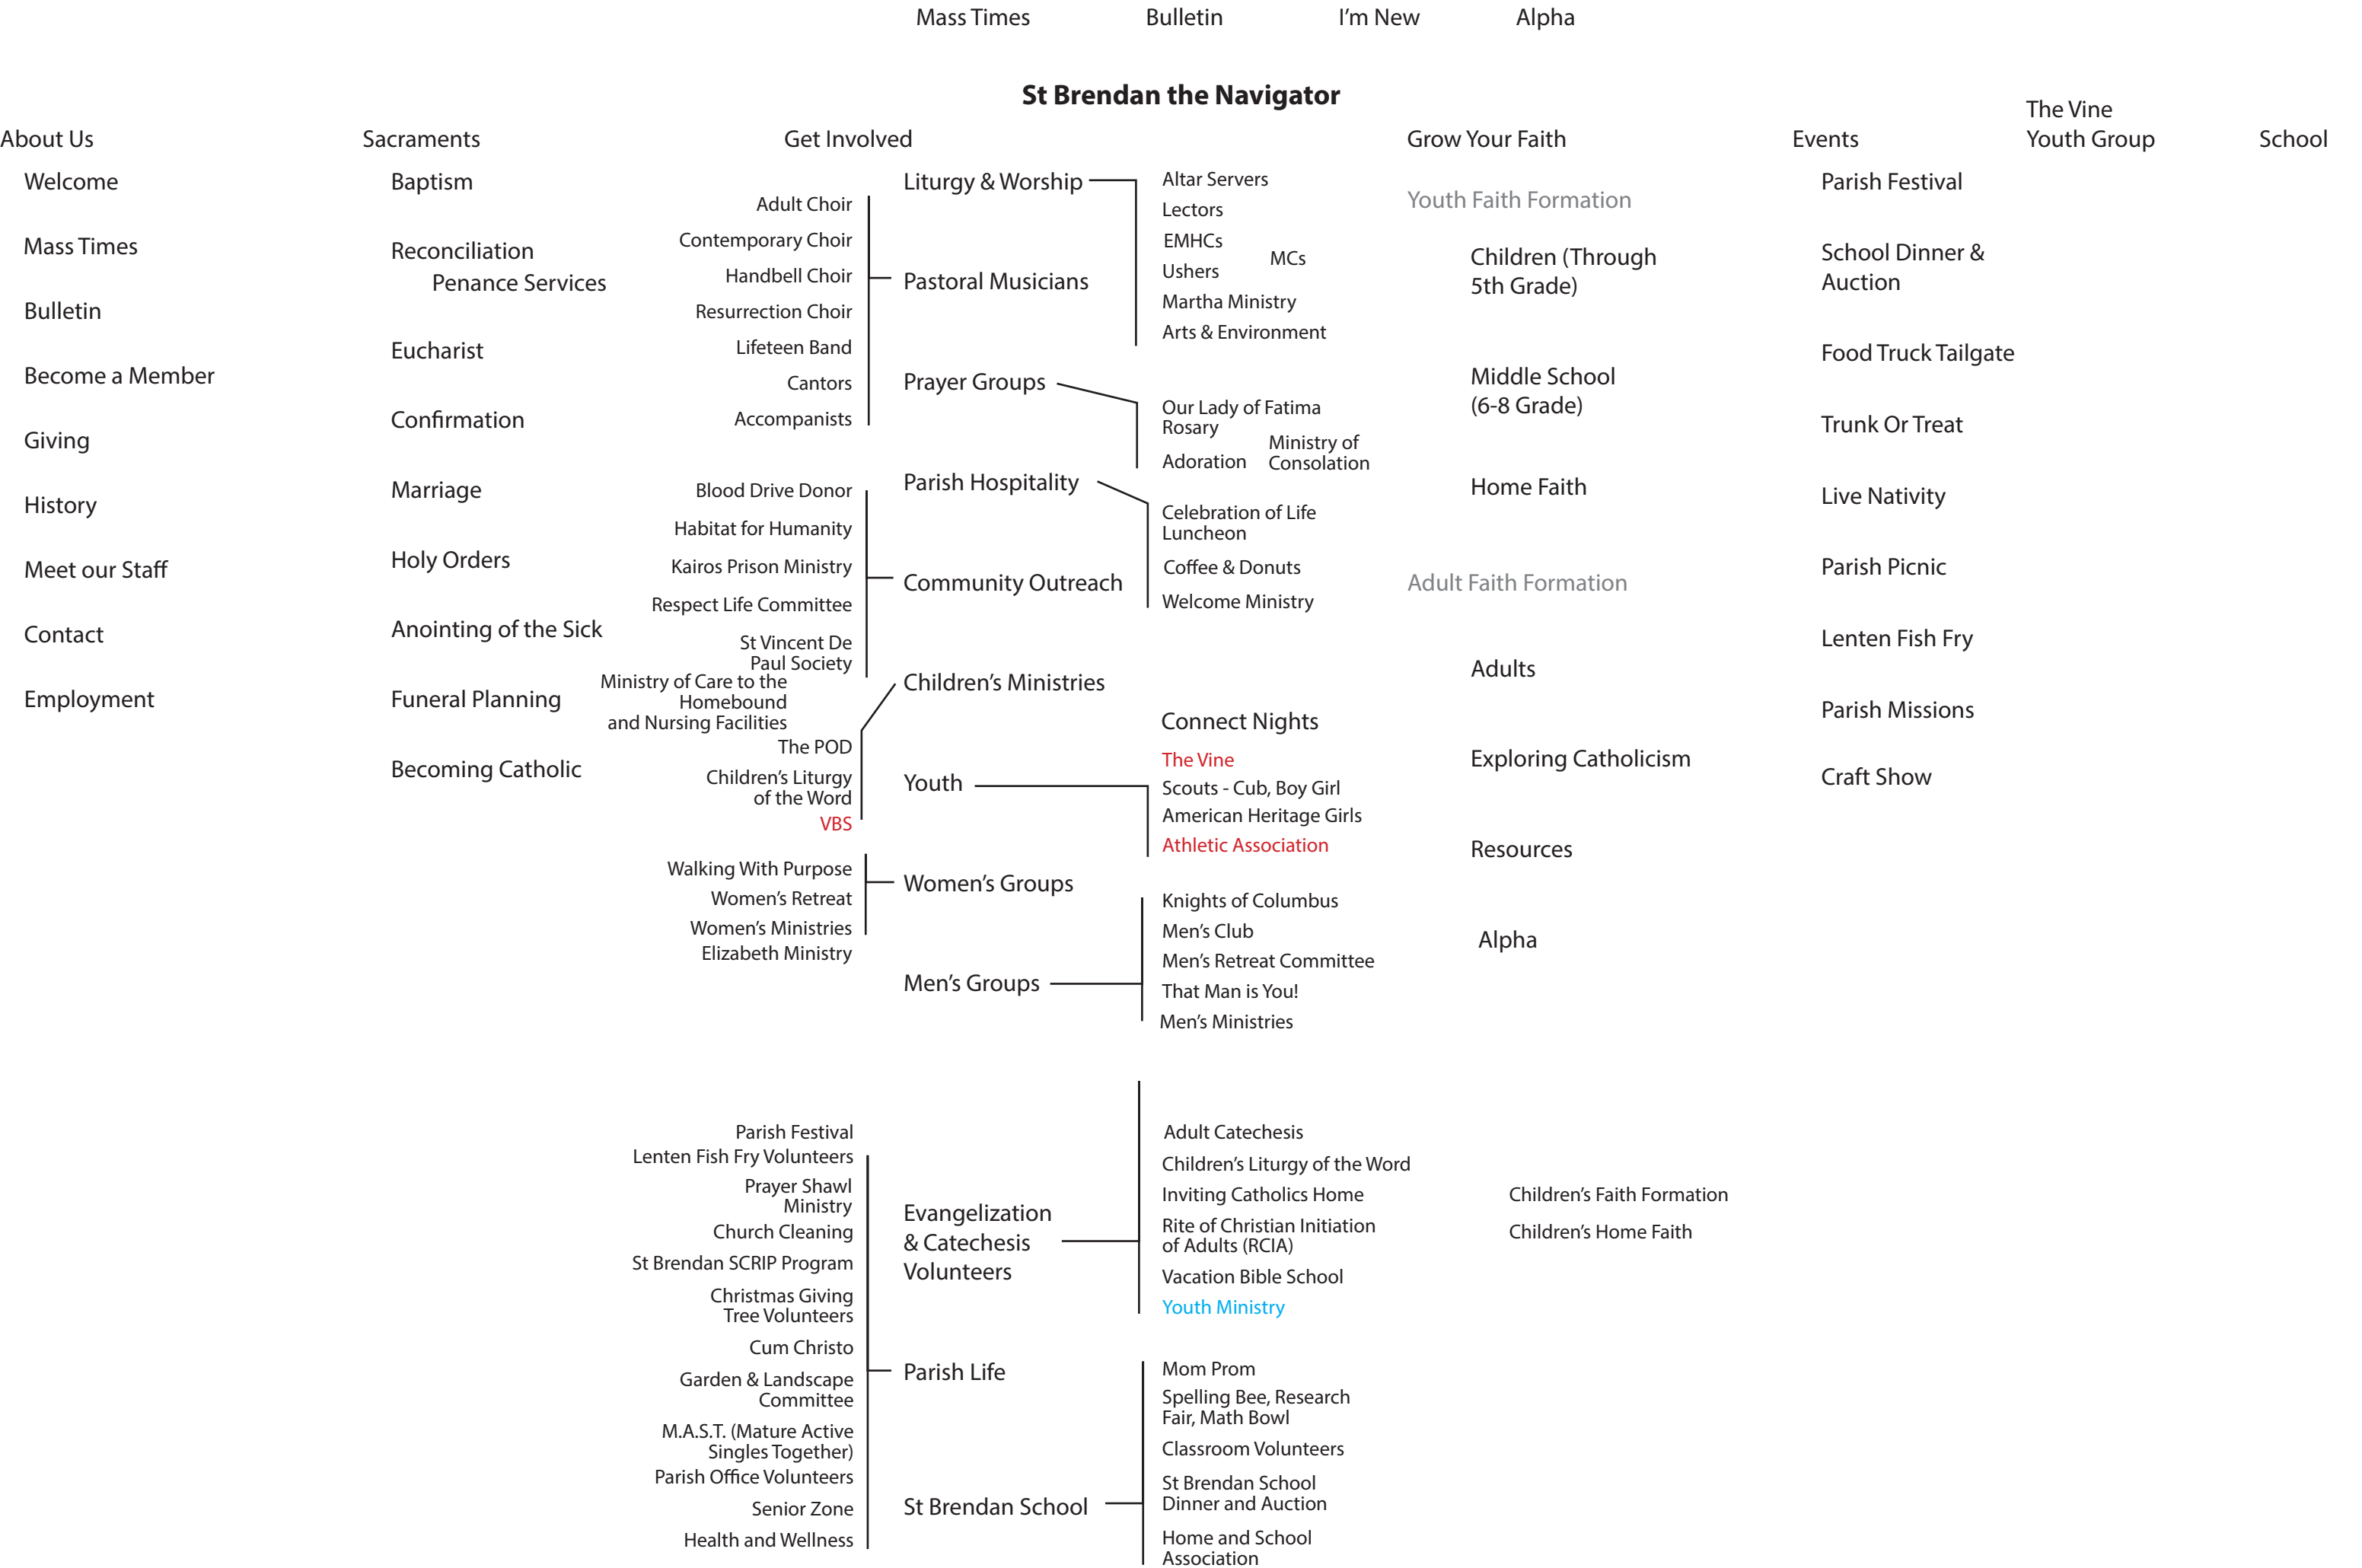 Mass Times
Bulletin
I'm New
Alpha
St Brendan the Navigator
About Us
Welcome
Mass Times
Bulletin
Become a Member
Giving
History
Meet our Staff
Contact
Employment
Sacraments
Baptism
Reconciliation
Penance Services
Eucharist
Confirmation
Marriage
Holy Orders
Anointing of the Sick
Funeral Planning
Becoming Catholic
Get Involved
Liturgy & Worship
Altar Servers
Lectors
EMHCs
MCs
Ushers
Martha Ministry
Arts & Environment
Adult Choir
Contemporary Choir
Handbell Choir
Resurrection Choir
Lifeteen Band
Cantors
Accompanists
Pastoral Musicians
Prayer Groups
Our Lady of Fatima
Rosary
Adoration
Ministry of
Consolation
Parish Hospitality
Celebration of Life
Luncheon
Coffee & Donuts
Welcome Ministry
Blood Drive Donor
Habitat for Humanity
Kairos Prison Ministry
Respect Life Committee
St Vincent De
Paul Society
Ministry of Care to the
Homebound
and Nursing Facilities
Community Outreach
Children's Ministries
The POD
Children's Liturgy
of the Word
VBS
Youth
Connect Nights
The Vine
Scouts - Cub, Boy Girl
American Heritage Girls
Athletic Association
Walking With Purpose
Women's Retreat
Women's Ministries
Elizabeth Ministry
Women's Groups
Men's Groups
Knights of Columbus
Men's Club
Men's Retreat Committee
That Man is You!
Men's Ministries
Evangelization
& Catechesis
Volunteers
Adult Catechesis
Children's Liturgy of the Word
Inviting Catholics Home
Rite of Christian Initiation
of Adults (RCIA)
Vacation Bible School
Youth Ministry
Children's Faith Formation
Children's Home Faith
Parish Festival
Lenten Fish Fry Volunteers
Prayer Shawl
Ministry
Church Cleaning
St Brendan SCRIP Program
Christmas Giving
Tree Volunteers
Cum Christo
Garden & Landscape
Committee
M.A.S.T. (Mature Active
Singles Together)
Parish Office Volunteers
Senior Zone
Health and Wellness
Parish Life
St Brendan School
Mom Prom
Spelling Bee, Research
Fair, Math Bowl
Classroom Volunteers
St Brendan School
Dinner and Auction
Home and School
Association
Grow Your Faith
Youth Faith Formation
Children (Through
5th Grade)
Middle School
(6-8 Grade)
Home Faith
Adult Faith Formation
Adults
Exploring Catholicism
Resources
Alpha
Events
Parish Festival
School Dinner &
Auction
Food Truck Tailgate
Trunk Or Treat
Live Nativity
Parish Picnic
Lenten Fish Fry
Parish Missions
Craft Show
The Vine
Youth Group
School